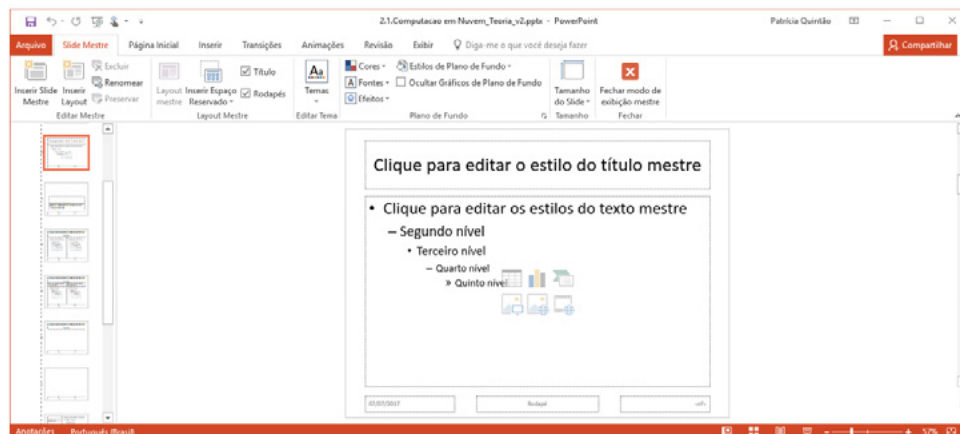 2.1.Computacao em Nuvem_Teoria_v2.pptx - PowerPoint
Patrícia Quintão
Arquivo Slide Mestre Página Inicial Inserir Transições Animações Revisão Exibir Diga-me o que você deseja fazer Compartilhar
Inserir Slide Mestre
Inserir Layout
Excluir
Renomear
Preservar
Editar Mestre
Layout mestre
Inserir Espaço Reservado
Título
Rodapés
Layout Mestre
Aa
Temas
Editar Tema
Cores
Fontes
Efeitos
Estilos de Plano de Fundo
Ocultar Gráficos de Plano de Fundo
Plano de Fundo
Tamanho do Slide
Tamanho
Fechar modo de exibição mestre
Fechar
Clique para editar o estilo do título mestre
• Clique para editar os estilos do texto mestre
– Segundo nível
• Terceiro nível
– Quarto nível
» Quinto nível
07/07/2017 Rodapé ‹nº›
Anotações Português (Brasil) 57%